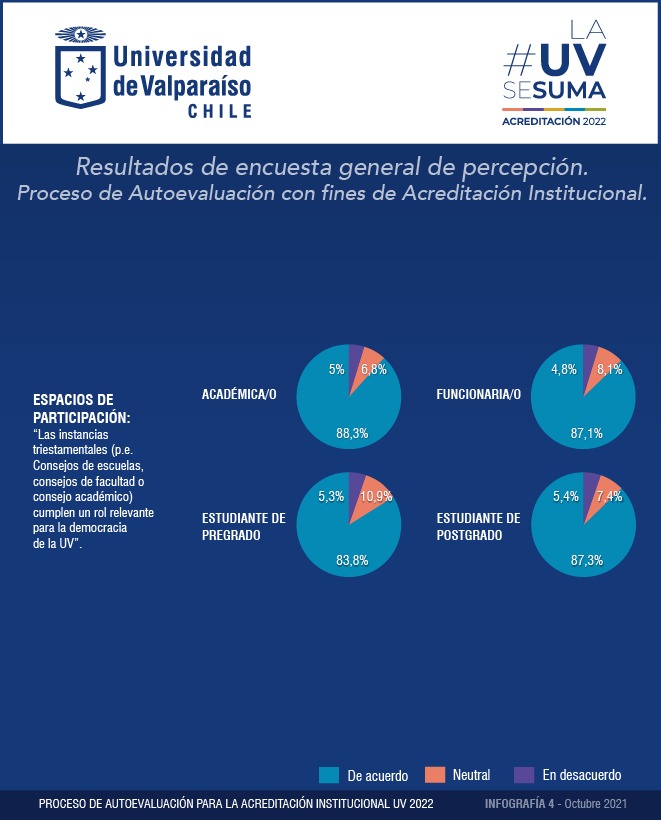 Universidad
de Valparaíso
CHILE
LA
#UV
SESUMA
ACREDITACIÓN 2022
Resultados de encuesta general de percepción.
Proceso de Autoevaluación con fines de Acreditación Institucional.
ESPACIOS DE
PARTICIPACIÓN:
“Las instancias
triestamentales (p.e.
Consejos de escuelas,
consejos de facultad o
consejo académico)
cumplen un rol relevante
para la democracia
de la UV”.
ACADÉMICA/O
5%
6,8%
88,3%
FUNCIONARIA/O
4,8%
8,1%
87,1%
ESTUDIANTE DE
PREGRADO
5,3%
10,9%
83,8%
ESTUDIANTE DE
POSTGRADO
5,4%
7,4%
87,3%
De acuerdo
Neutral
En desacuerdo
PROCESO DE AUTOEVALUACIÓN PARA LA ACREDITACIÓN INSTITUCIONAL UV 2022
INFOGRAFÍA 4 - Octubre 2021